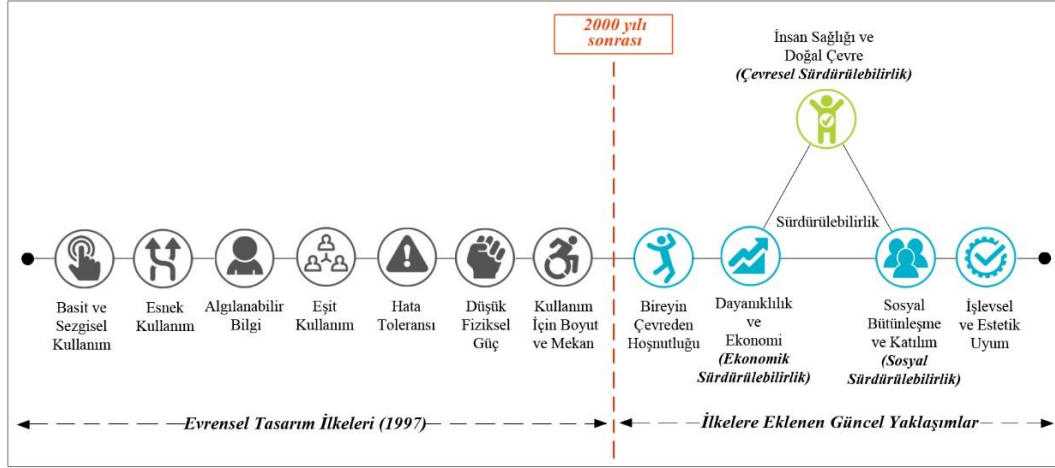 2000 yılı
sonrası
İnsan Sağlığı ve
Doğal Çevre
(Çevresel Sürdürülebilirlik)
Sürdürülebilirlik
Basit ve
Sezgisel
Kullanım
Esnek
Kullanım
Algılanabilir
Bilgi
Eşit
Kullanım
Hata
Toleransı
Düşük
Fiziksel
Güç
Kullanım
İçin Boyut
ve Mekan
Bireyin
Çevreden
Hoşnutluğu
Dayanıklılık
ve
Ekonomi
(Ekonomik
Sürdürülebilirlik)
Sosyal
Bütünleşme
ve Katılım
(Sosyal
Sürdürülebilirlik)
İşlevsel
ve Estetik
Uyum
Evrensel Tasarım İlkeleri (1997)
İlkelere Eklenen Güncel Yaklaşımlar